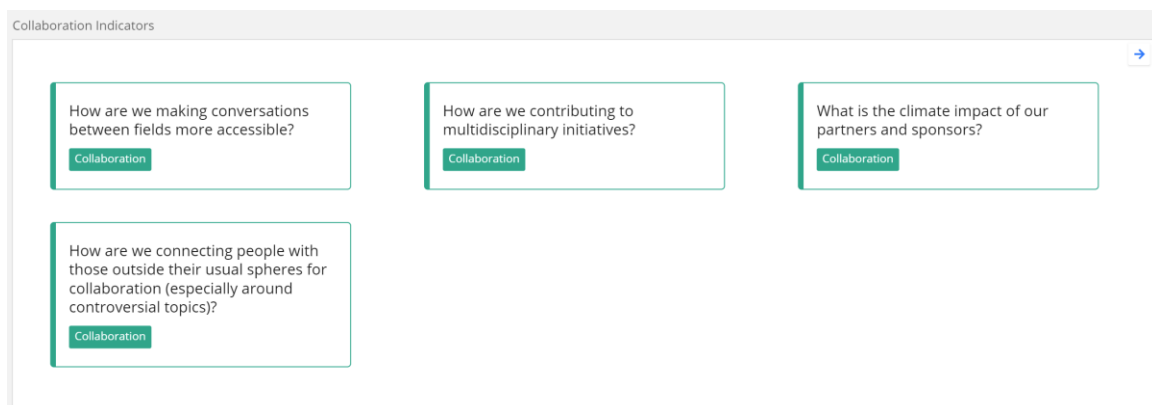 Collaboration Indicators
How are we making conversations
between fields more accessible?
Collaboration
How are we contributing to
multidisciplinary initiatives?
Collaboration
What is the climate impact of our
partners and sponsors?
Collaboration
How are we connecting people with
those outside their usual spheres for
collaboration (especially around
controversial topics)?
Collaboration